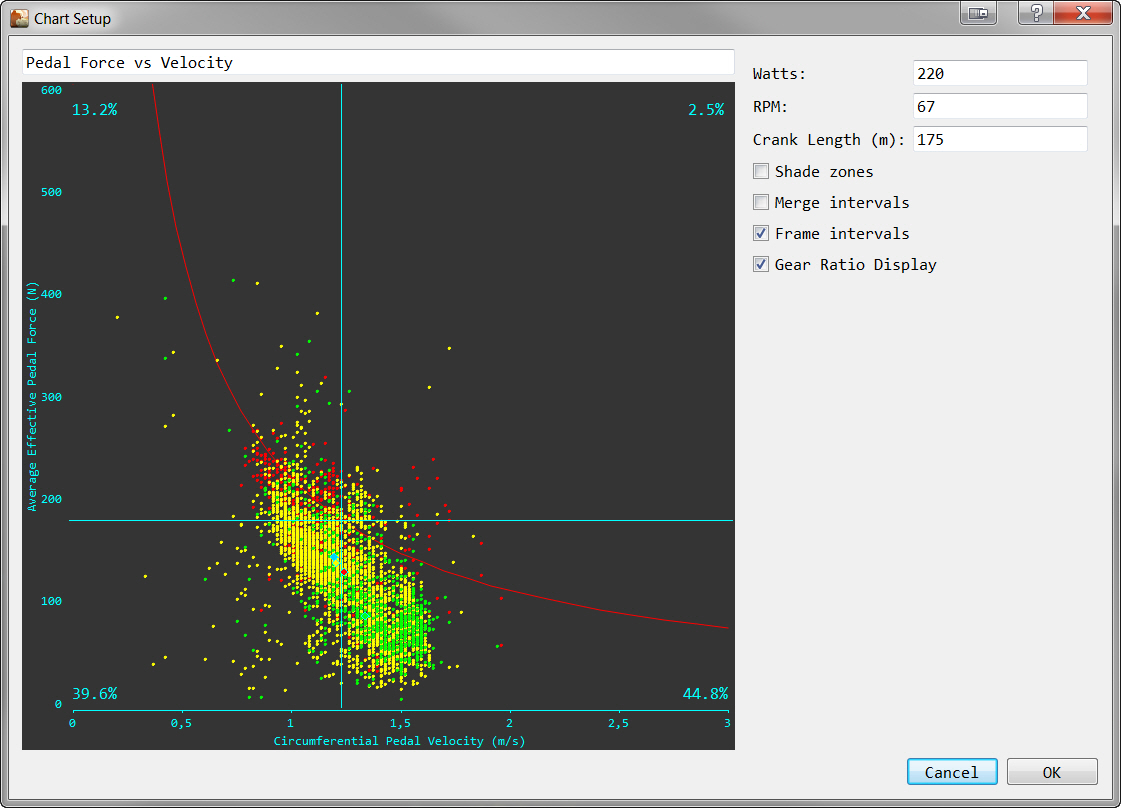 Chart Setup
?
Pedal Force vs Velocity
Watts: 220
RPM: 67
Crank Length (m): 175
Shade zones
Merge intervals
Frame intervals
Gear Ratio Display
600
13.2% 2.5%
500
400
300
200
100
0
Average Effective Pedal Force (N)
39.6% 44.8%
0 0,5 1 1,5 2 2,5 3
Circumferential Pedal Velocity (m/s)
Cancel OK